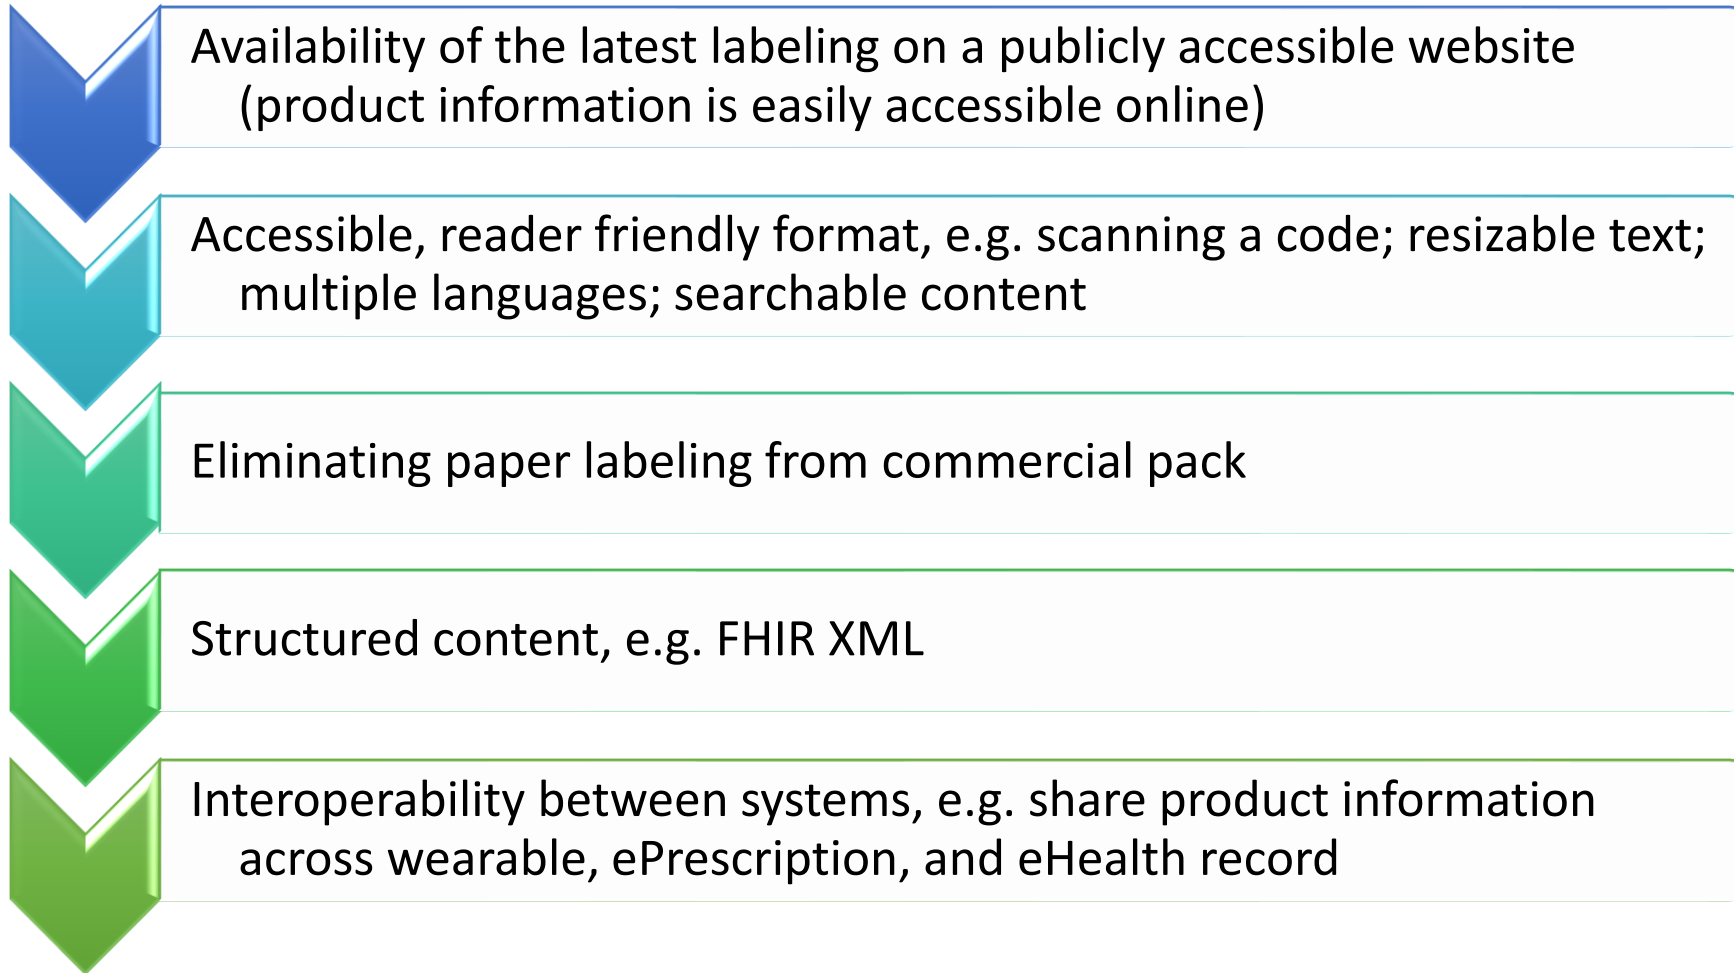 Availability of the latest labeling on a publicly accessible website
(product information is easily accessible online)
Accessible, reader friendly format, e.g. scanning a code; resizable text;
multiple languages; searchable content
Eliminating paper labeling from commercial pack
Structured content, e.g. FHIR XML
Interoperability between systems, e.g. share product information
across wearable, ePrescription, and eHealth record